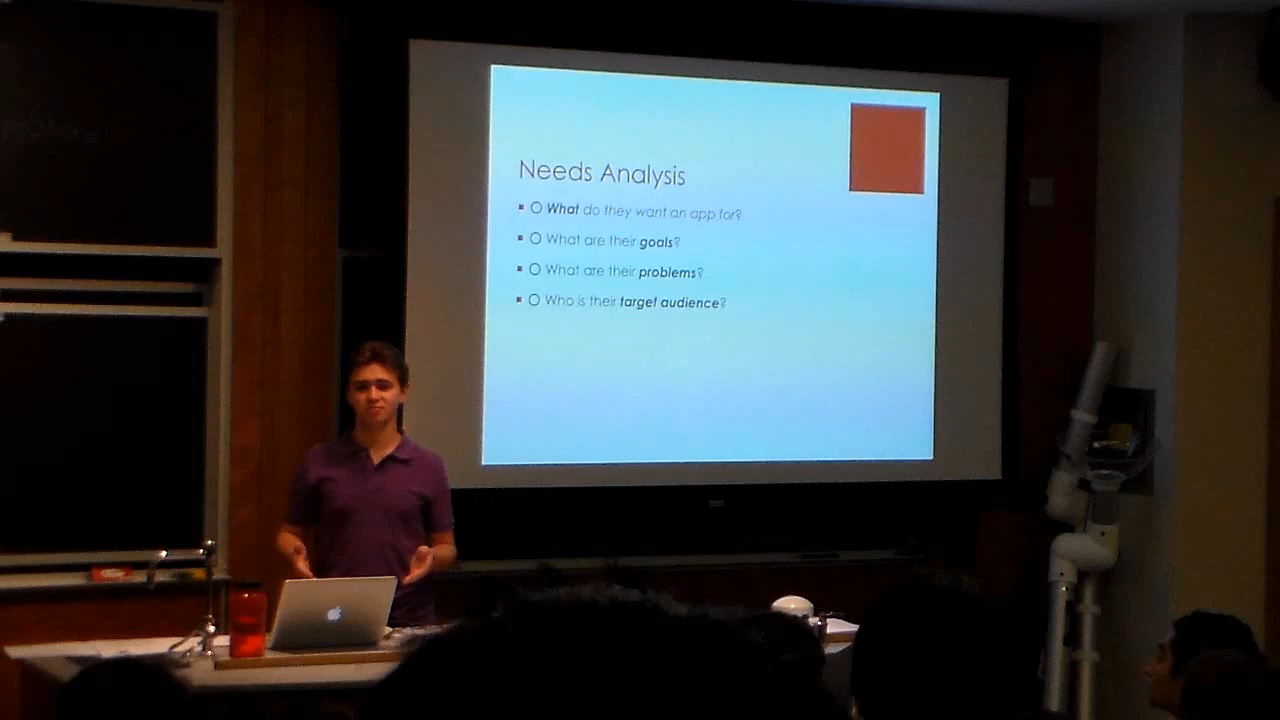 Needs Analysis
▪ O What do they want an app for?
▪ O What are their goals?
▪ O What are their problems?
▪ O Who is their target audience?